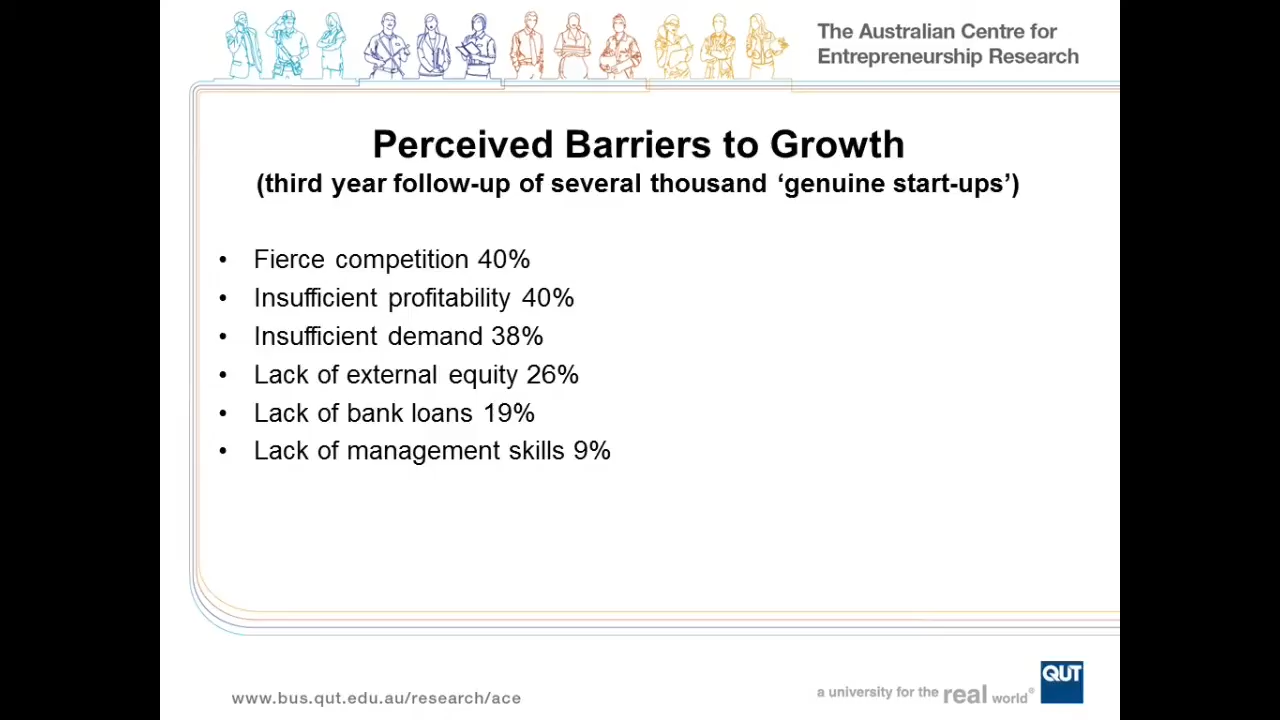 The Australian Centre for
Entrepreneurship Research
Perceived Barriers to Growth
(third year follow-up of several thousand ‘genuine start-ups’)
• Fierce competition 40%
• Insufficient profitability 40%
• Insufficient demand 38%
• Lack of external equity 26%
• Lack of bank loans 19%
• Lack of management skills 9%
www.bus.qut.edu.au/research/ace
a university for the real world®
QUT